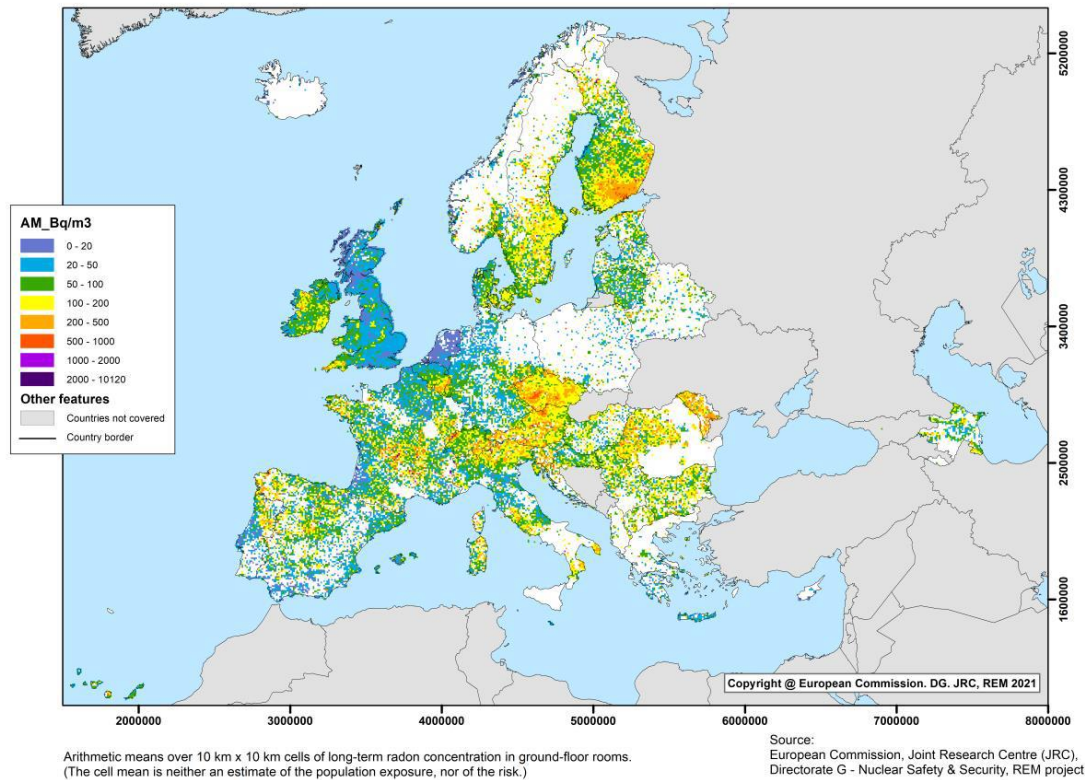 AM_Bq/m3
0 - 20
20 - 50
50 - 100
100 - 200
200 - 500
500 - 1000
1000 - 2000
2000 - 10120
Other features
Countries not covered
Country border
5200000
4300000
3400000
2500000
1600000
Copyright @ European Commission. DG. JRC, REM 2021
2000000 3000000 4000000 5000000 6000000 7000000 8000000
Arithmetic means over 10 km x 10 km cells of long-term radon concentration in ground-floor rooms.
(The cell mean is neither an estimate of the population exposure, nor of the risk.)
Source:
European Commission, Joint Research Centre (JRC),
Directorate G - Nuclear Safety & Security, REM project